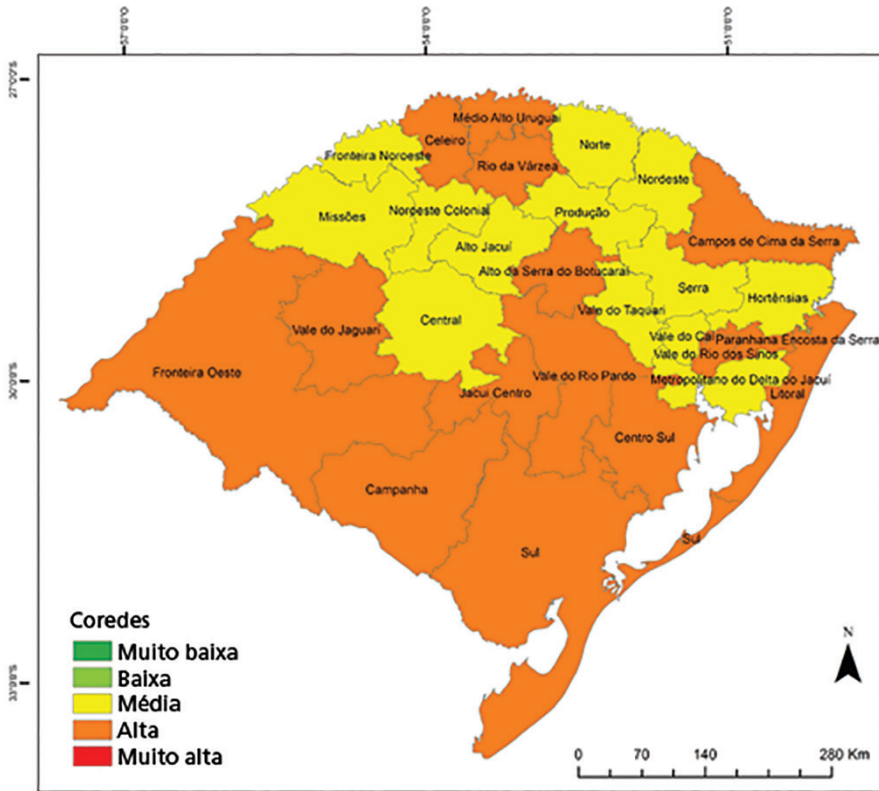 57°0'0"O
54°0'0"O
51°0'0"O
27°0'0"S
Médio Alto Uruguai
Celeiro
Norte
Fronteira Noroeste
Rio da Várzea
Nordeste
Missões
Noroeste Colonial
Produção
Alto Jacuí
Campos de Cima da Serra
Alto da Serra do Botucaraí
Serra
Hortênsias
Vale do Taquari
Central
Vale do Jaguari
Vale do Caí
Paranhana Encosta da Serra
Vale do Rio dos Sinos
Fronteira Oeste
Vale do Rio Pardo
Metropolitano do Delta do Jacuí
30°0'0"S
Jacuí Centro
Litoral
Centro Sul
Campanha
Sul
Sul
Coredes
Muito baixa
Baixa
Média
Alta
Muito alta
N
33°0'0"S
0 70 140 280 Km